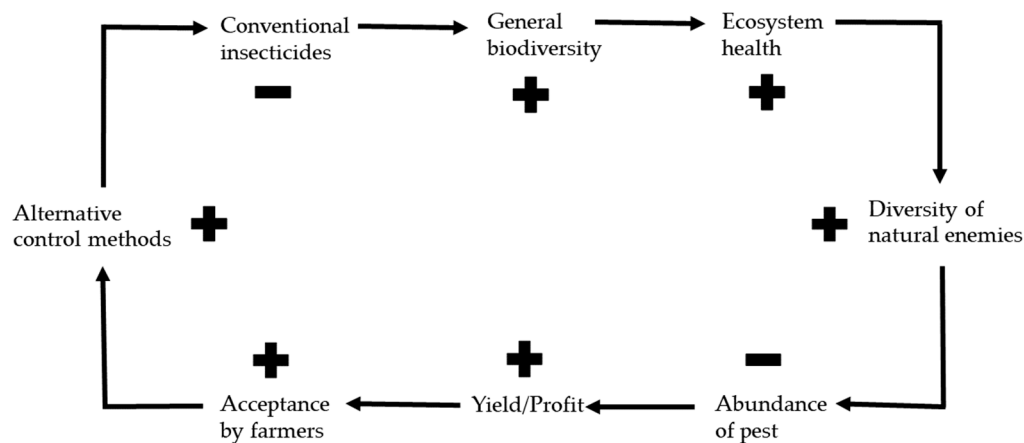 Conventional
insecticides
General
biodiversity
Ecosystem
health
Alternative
control methods
Diversity of
natural enemies
Acceptance
by farmers
Yield/Profit
Abundance
of pest